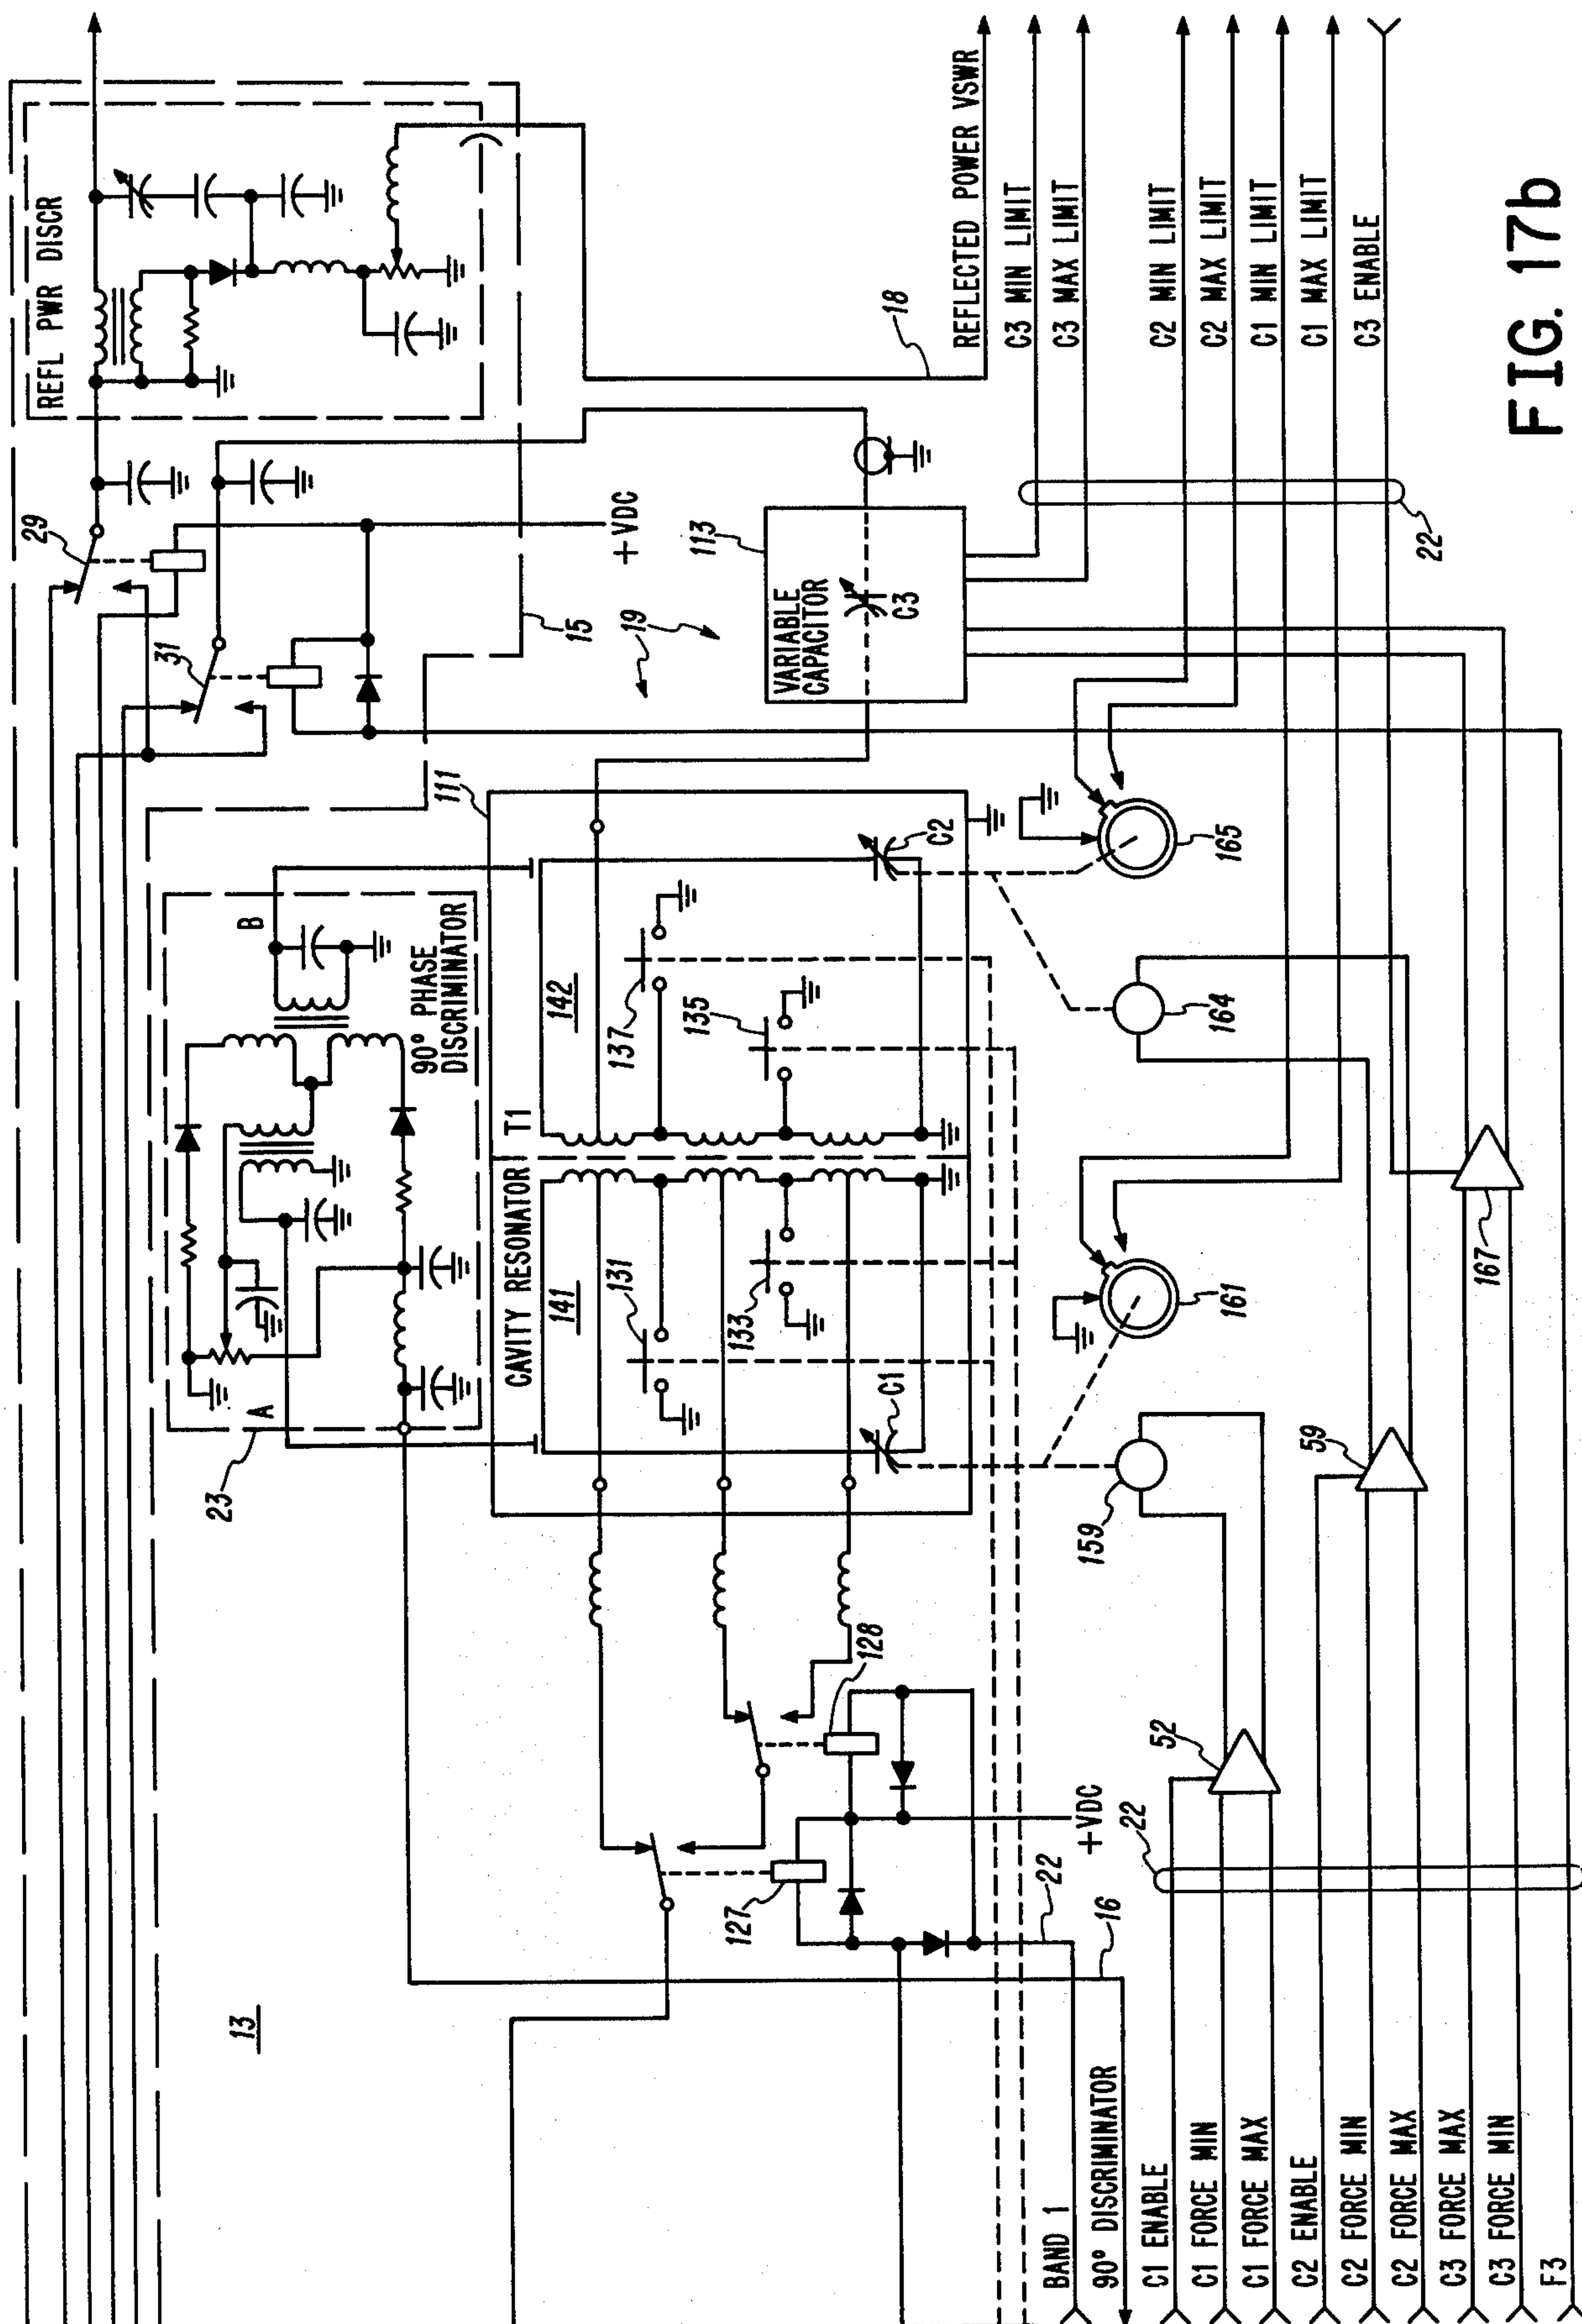 REFL PWR DISCR
29
31
+VDC
15
18
19
113
VARIABLE
CAPACITOR
C3
REFLECTED POWER VSWR
C3 MIN LIMIT
C3 MAX LIMIT
C2 MIN LIMIT
C2 MAX LIMIT
C1 MIN LIMIT
C1 MAX LIMIT
C3 ENABLE
22
FIG. 17b
B
90° PHASE
DISCRIMINATOR
A
23
111
CAVITY RESONATOR
T1
141
142
131
133
135
137
C1
C2
165
164
161
159
167
59
52
13
128
127
+VDC
22
16
22
BAND 1
90° DISCRIMINATOR
C1 ENABLE
C1 FORCE MIN
C1 FORCE MAX
C2 ENABLE
C2 FORCE MIN
C2 FORCE MAX
C3 FORCE MAX
C3 FORCE MIN
F3